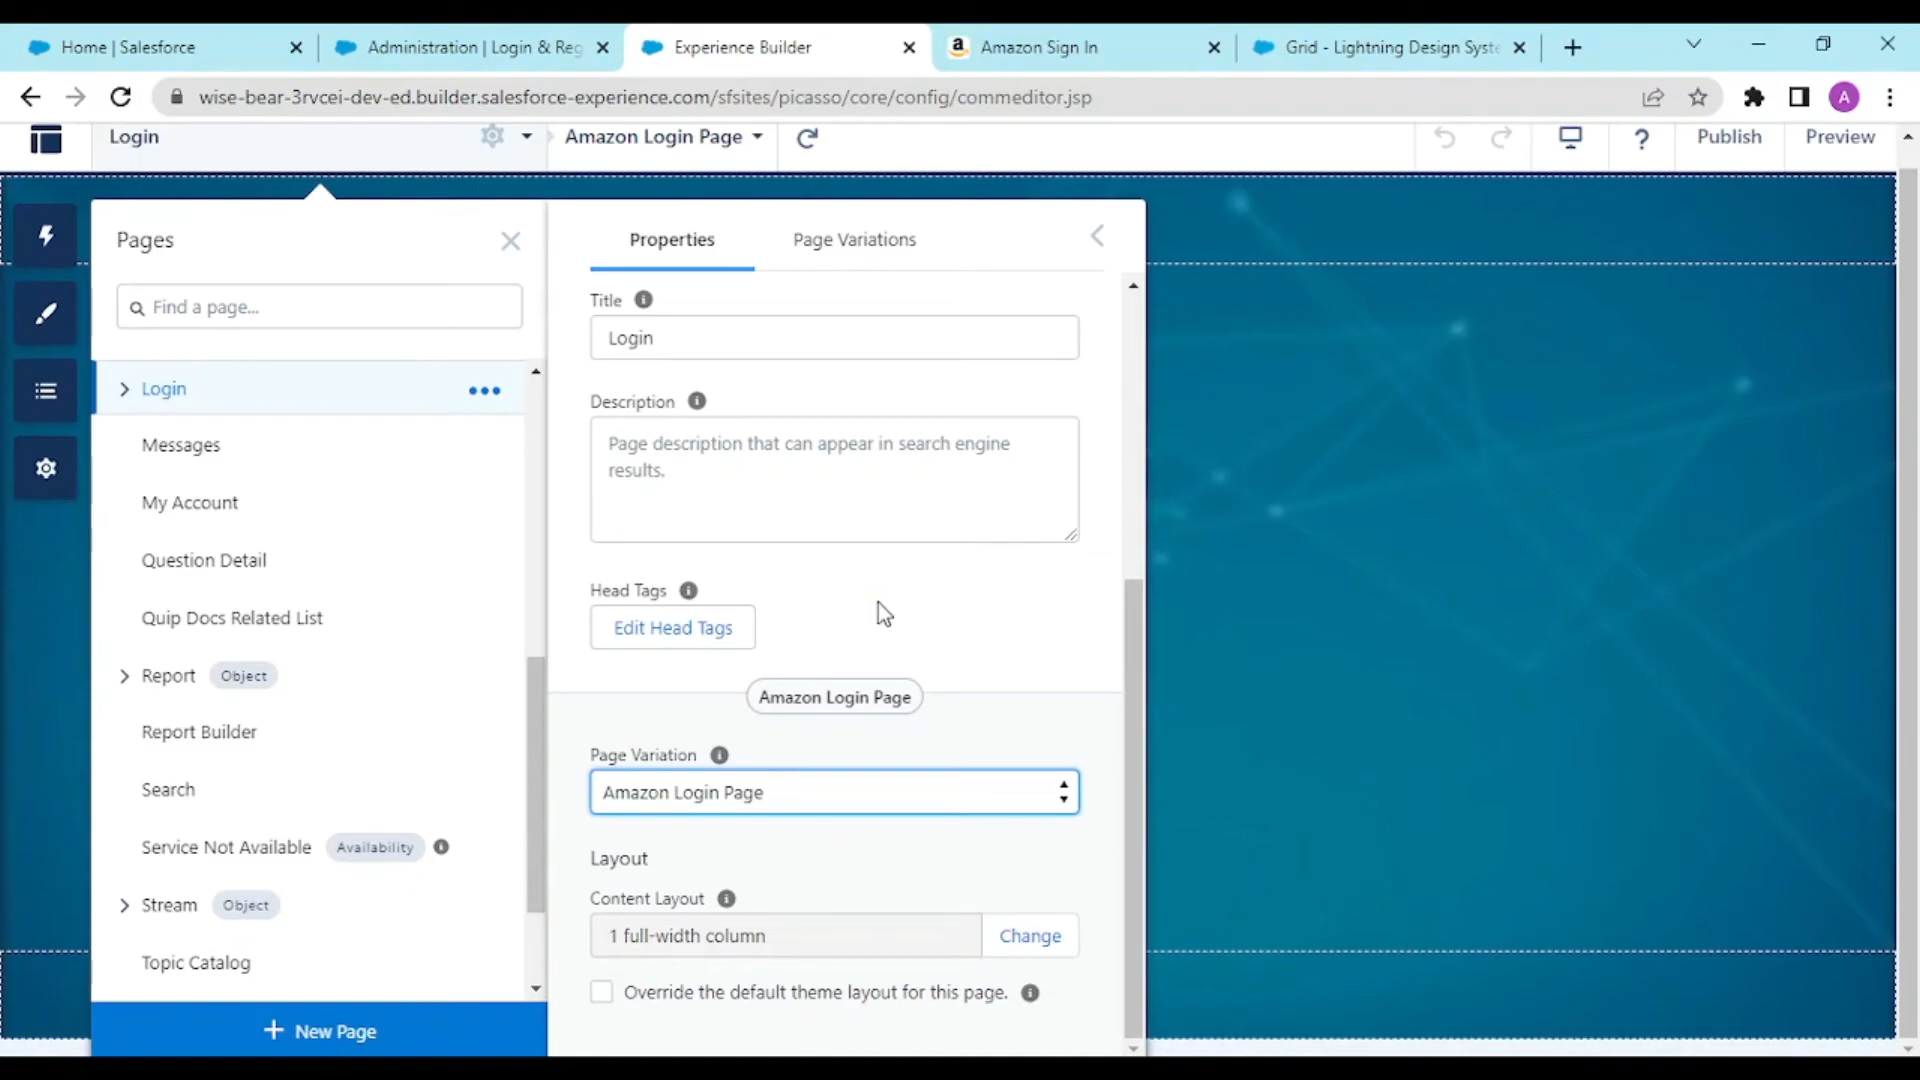 Home | Salesforce
Administration | Login & Reg
Experience Builder
Amazon Sign In
Grid - Lightning Design Syste
wise-bear-3rvcei-dev-ed.builder.salesforce-experience.com/sfsites/picasso/core/config/commeditor.jsp
A
Login
Amazon Login Page
?
Publish
Preview
Pages
Find a page...
Login
Messages
My Account
Question Detail
Quip Docs Related List
Report Object
Report Builder
Search
Service Not Available Availability
Stream Object
Topic Catalog
+ New Page
Properties
Page Variations
Title
Login
Description
Page description that can appear in search engine
results.
Head Tags
Edit Head Tags
Amazon Login Page
Page Variation
Amazon Login Page
Layout
Content Layout
1 full-width column
Change
Override the default theme layout for this page.